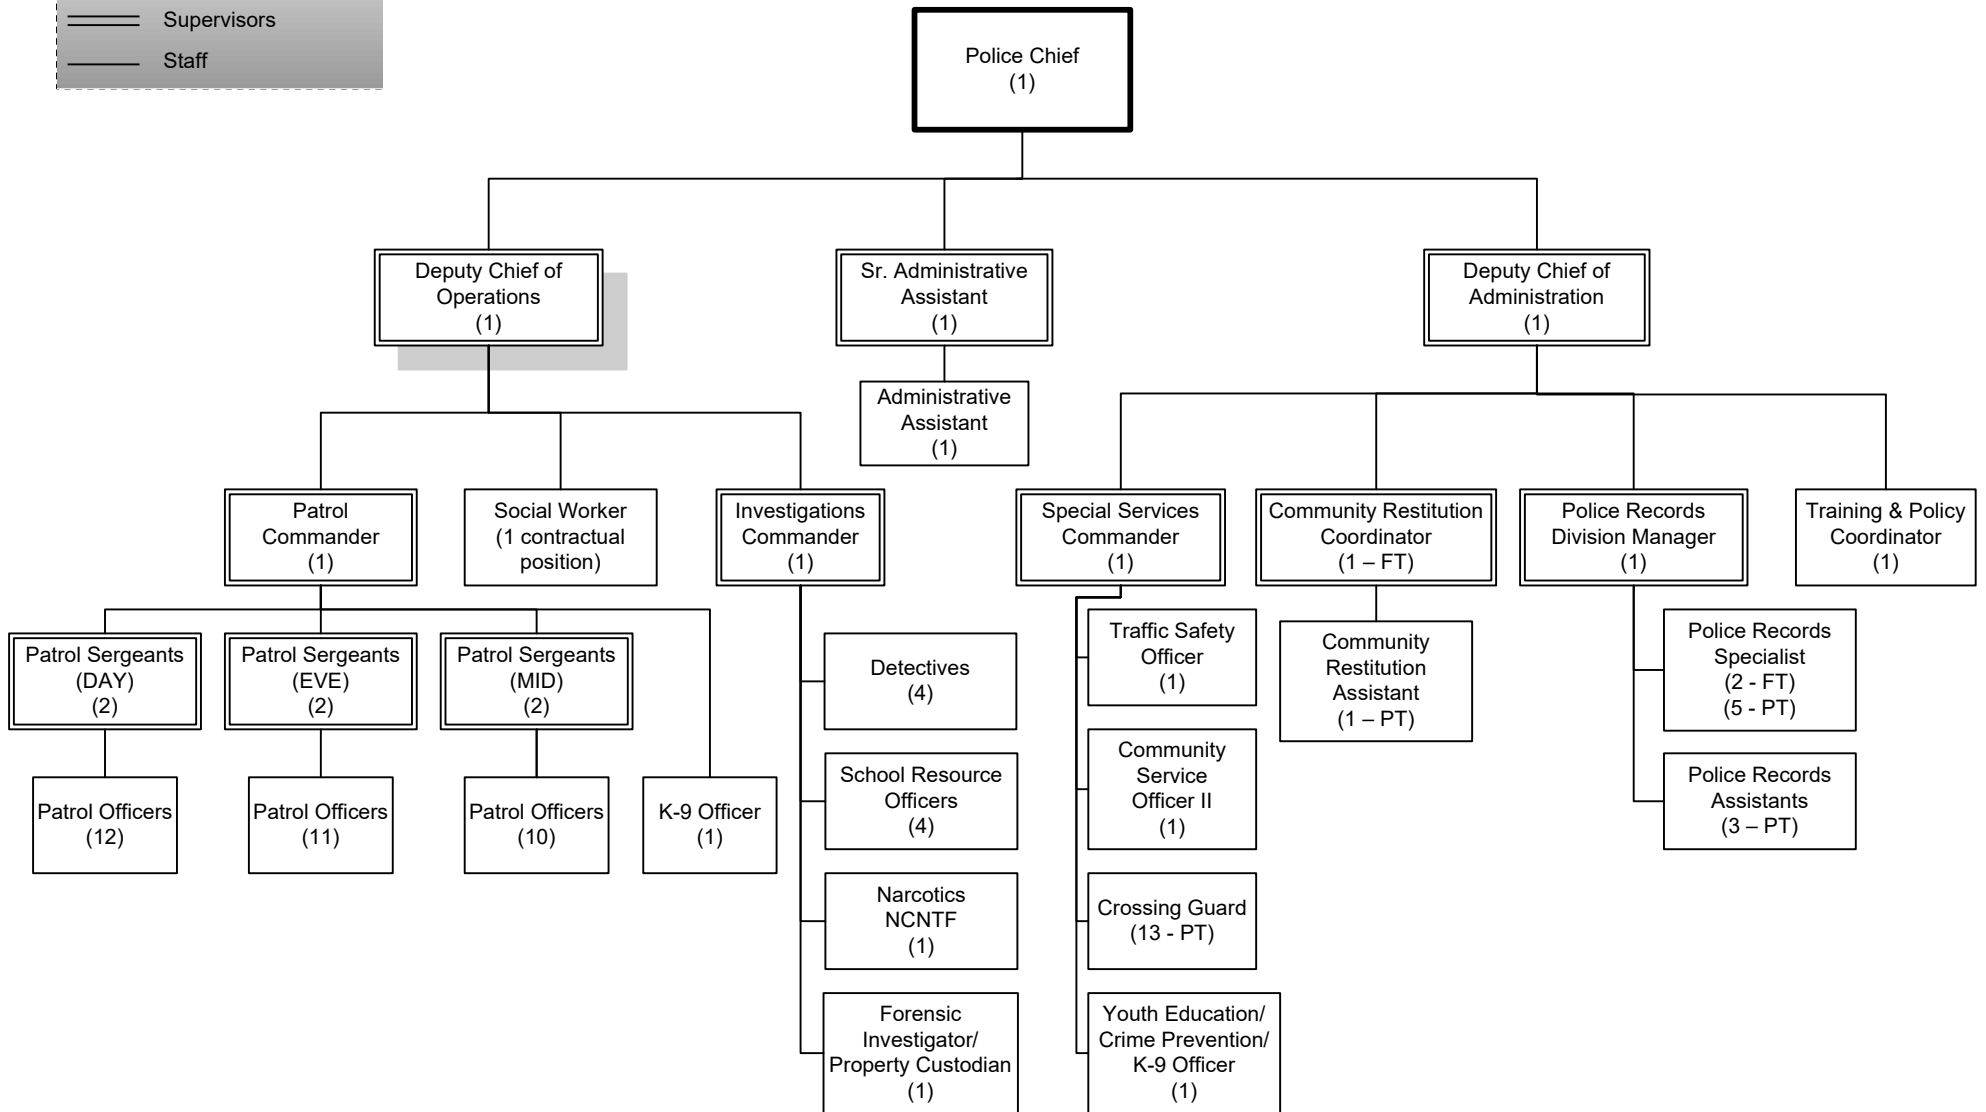 Supervisors
Staff
Police Chief
(1)
Deputy Chief of
Operations
(1)
Sr. Administrative
Assistant
(1)
Deputy Chief of
Administration
(1)
Administrative
Assistant
(1)
Patrol
Commander
(1)
Social Worker
(1 contractual
position)
Investigations
Commander
(1)
Special Services
Commander
(1)
Community Restitution
Coordinator
(1 – FT)
Police Records
Division Manager
(1)
Training & Policy
Coordinator
(1)
Patrol Sergeants
(DAY)
(2)
Patrol Sergeants
(EVE)
(2)
Patrol Sergeants
(MID)
(2)
Patrol Officers
(12)
Patrol Officers
(11)
Patrol Officers
(10)
K-9 Officer
(1)
Detectives
(4)
School Resource
Officers
(4)
Narcotics
NCNTF
(1)
Forensic
Investigator/
Property Custodian
(1)
Traffic Safety
Officer
(1)
Community
Service
Officer II
(1)
Crossing Guard
(13 - PT)
Youth Education/
Crime Prevention/
K-9 Officer
(1)
Community
Restitution
Assistant
(1 – PT)
Police Records
Specialist
(2 - FT)
(5 - PT)
Police Records
Assistants
(3 – PT)